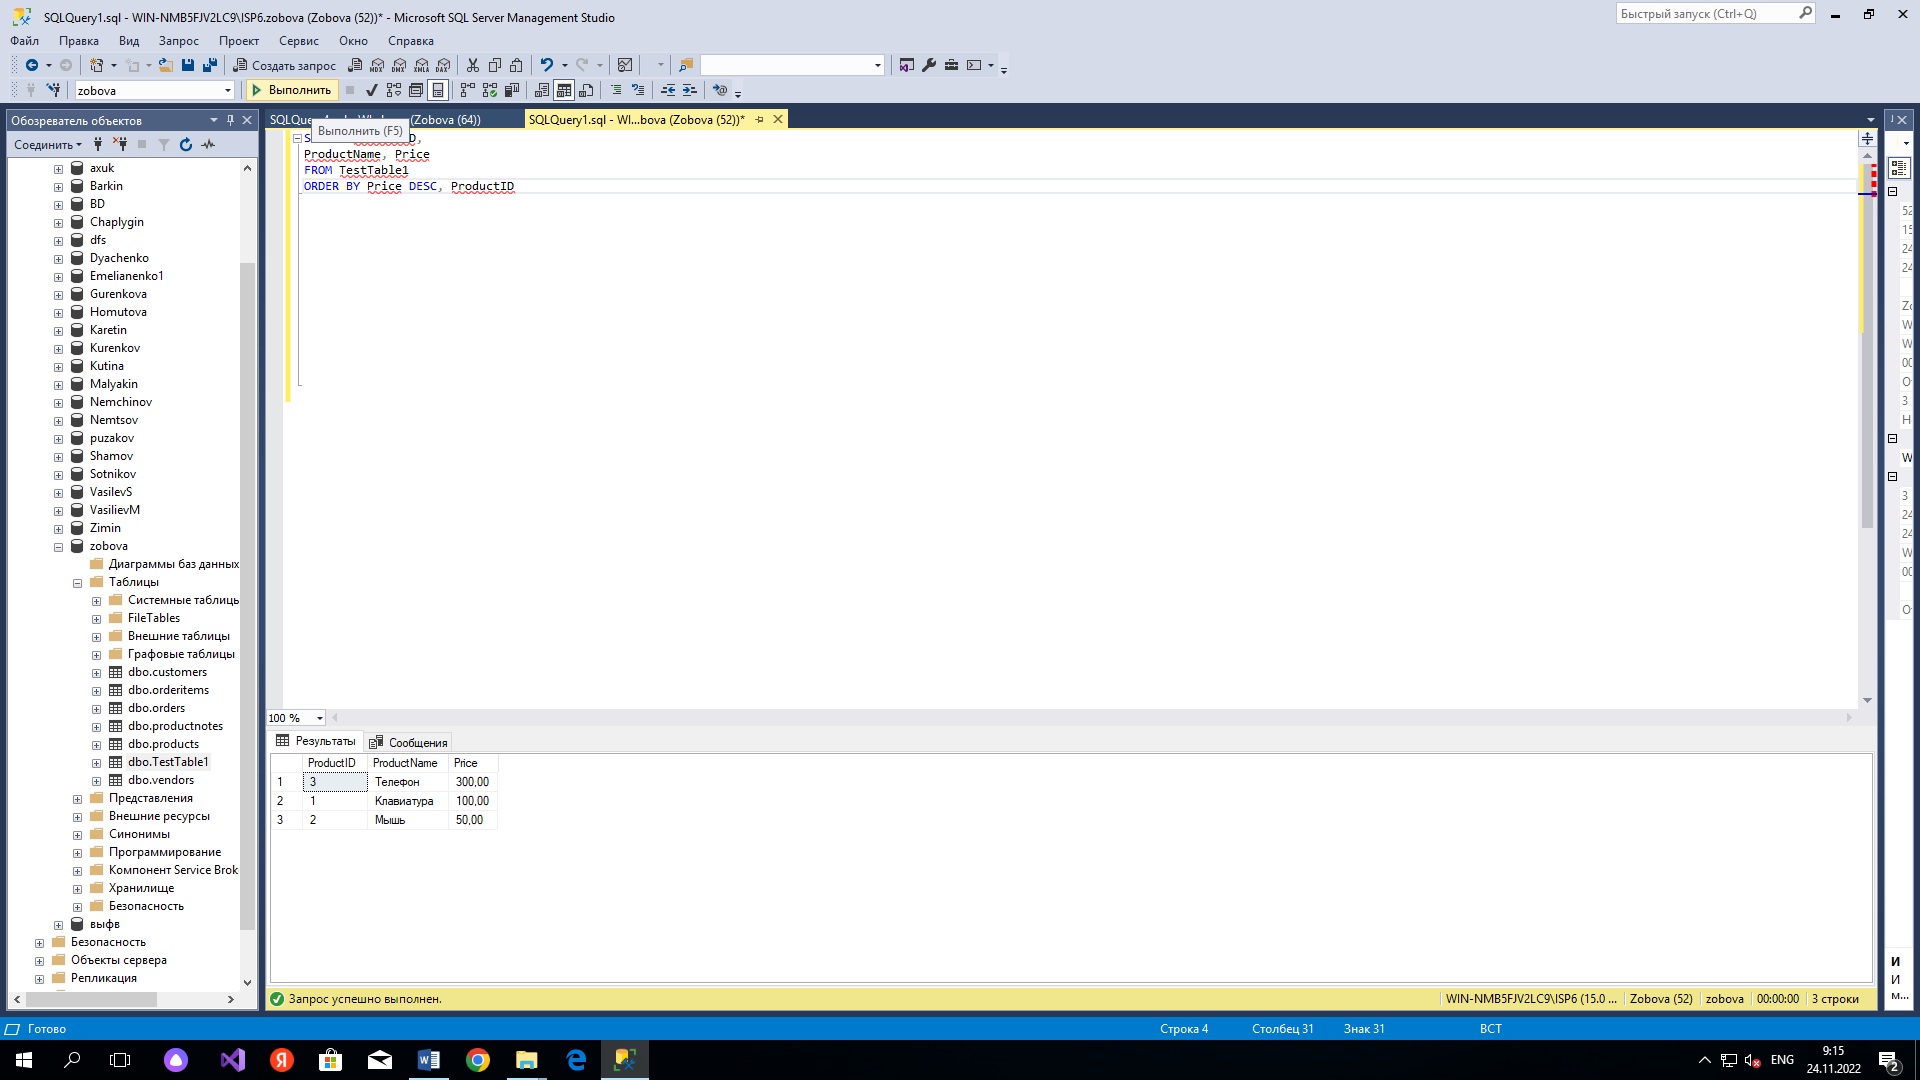 SQLQuery1.sql - WIN-NMB5FJV2LC9\ISP6.zobova (Zobova (52))* - Microsoft SQL Server Management Studio
Быстрый запуск (Ctrl+Q)
Файл Правка Вид Запрос Проект Сервис Окно Справка
Создать запрос
zobova Выполнить
Обозреватель объектов
(Zobova (64))
SQLQuery1.sql - WI...bova (Zobova (52))*
Выполнить (F5)
Соединить
ProductName, Price
FROM TestTable1
ORDER BY Price DESC, ProductID
axuk
Barkin
BD
Chaplygin
dfs
Dyachenko
Emelianenko1
Gurenkova
Homutova
Karetin
Kurenkov
Kutina
Malyakin
Nemchinov
Nemtsov
puzakov
Shamov
Sotnikov
VasilevS
VasilievM
Zimin
zobova
Диаграммы баз данных
Таблицы
Системные таблицы
FileTables
Внешние таблицы
Графовые таблицы
dbo.customers
dbo.orderitems
dbo.orders
dbo.productnotes
dbo.products
dbo.TestTable1
dbo.vendors
Представления
Внешние ресурсы
Синонимы
Программирование
Компонент Service Brok
Хранилище
Безопасность
выфв
Безопасность
Объекты сервера
Репликация
100 %
Результаты Сообщения
ProductID ProductName Price
1 3 Телефон 300,00
2 1 Клавиатура 100,00
3 2 Мышь 50,00
Запрос успешно выполнен.
WIN-NMB5FJV2LC9\ISP6 (15.0 ... Zobova (52) zobova 00:00:00 3 строки
Готово
Строка 4 Столбец 31 Знак 31 ВСТ
ENG
9:15
24.11.2022
2